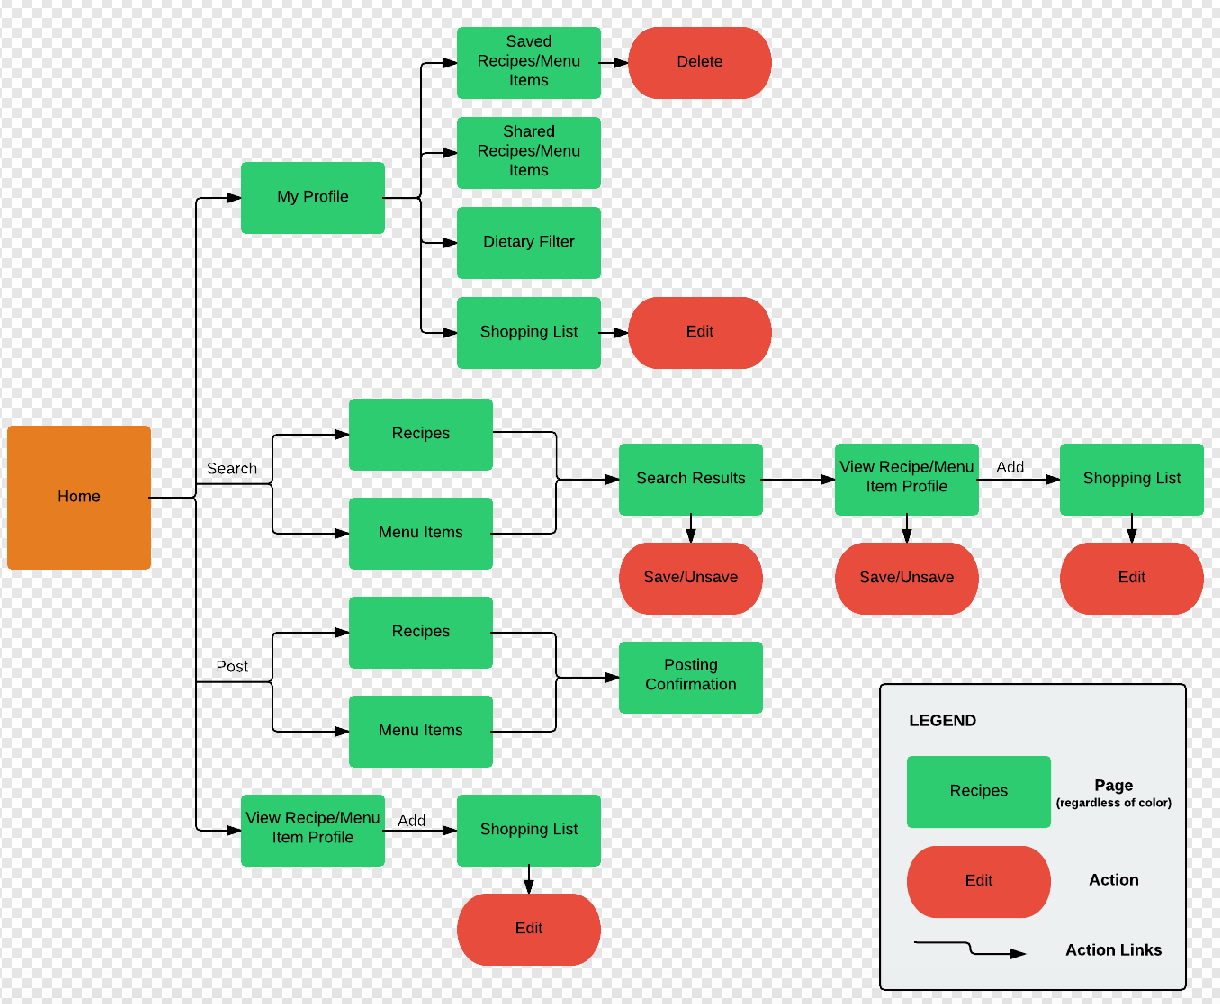 Saved
Recipes/Menu
Items
Delete
Shared
Recipes/Menu
Items
My Profile
Dietary Filter
Shopping List
Edit
Home
Search
Recipes
Menu Items
Search Results
View Recipe/Menu
Item Profile
Add
Shopping List
Save/Unsave
Save/Unsave
Edit
Post
Recipes
Menu Items
Posting
Confirmation
View Recipe/Menu
Item Profile
Add
Shopping List
Edit
LEGEND
Recipes
Page
(regardless of color)
Edit
Action
Action Links